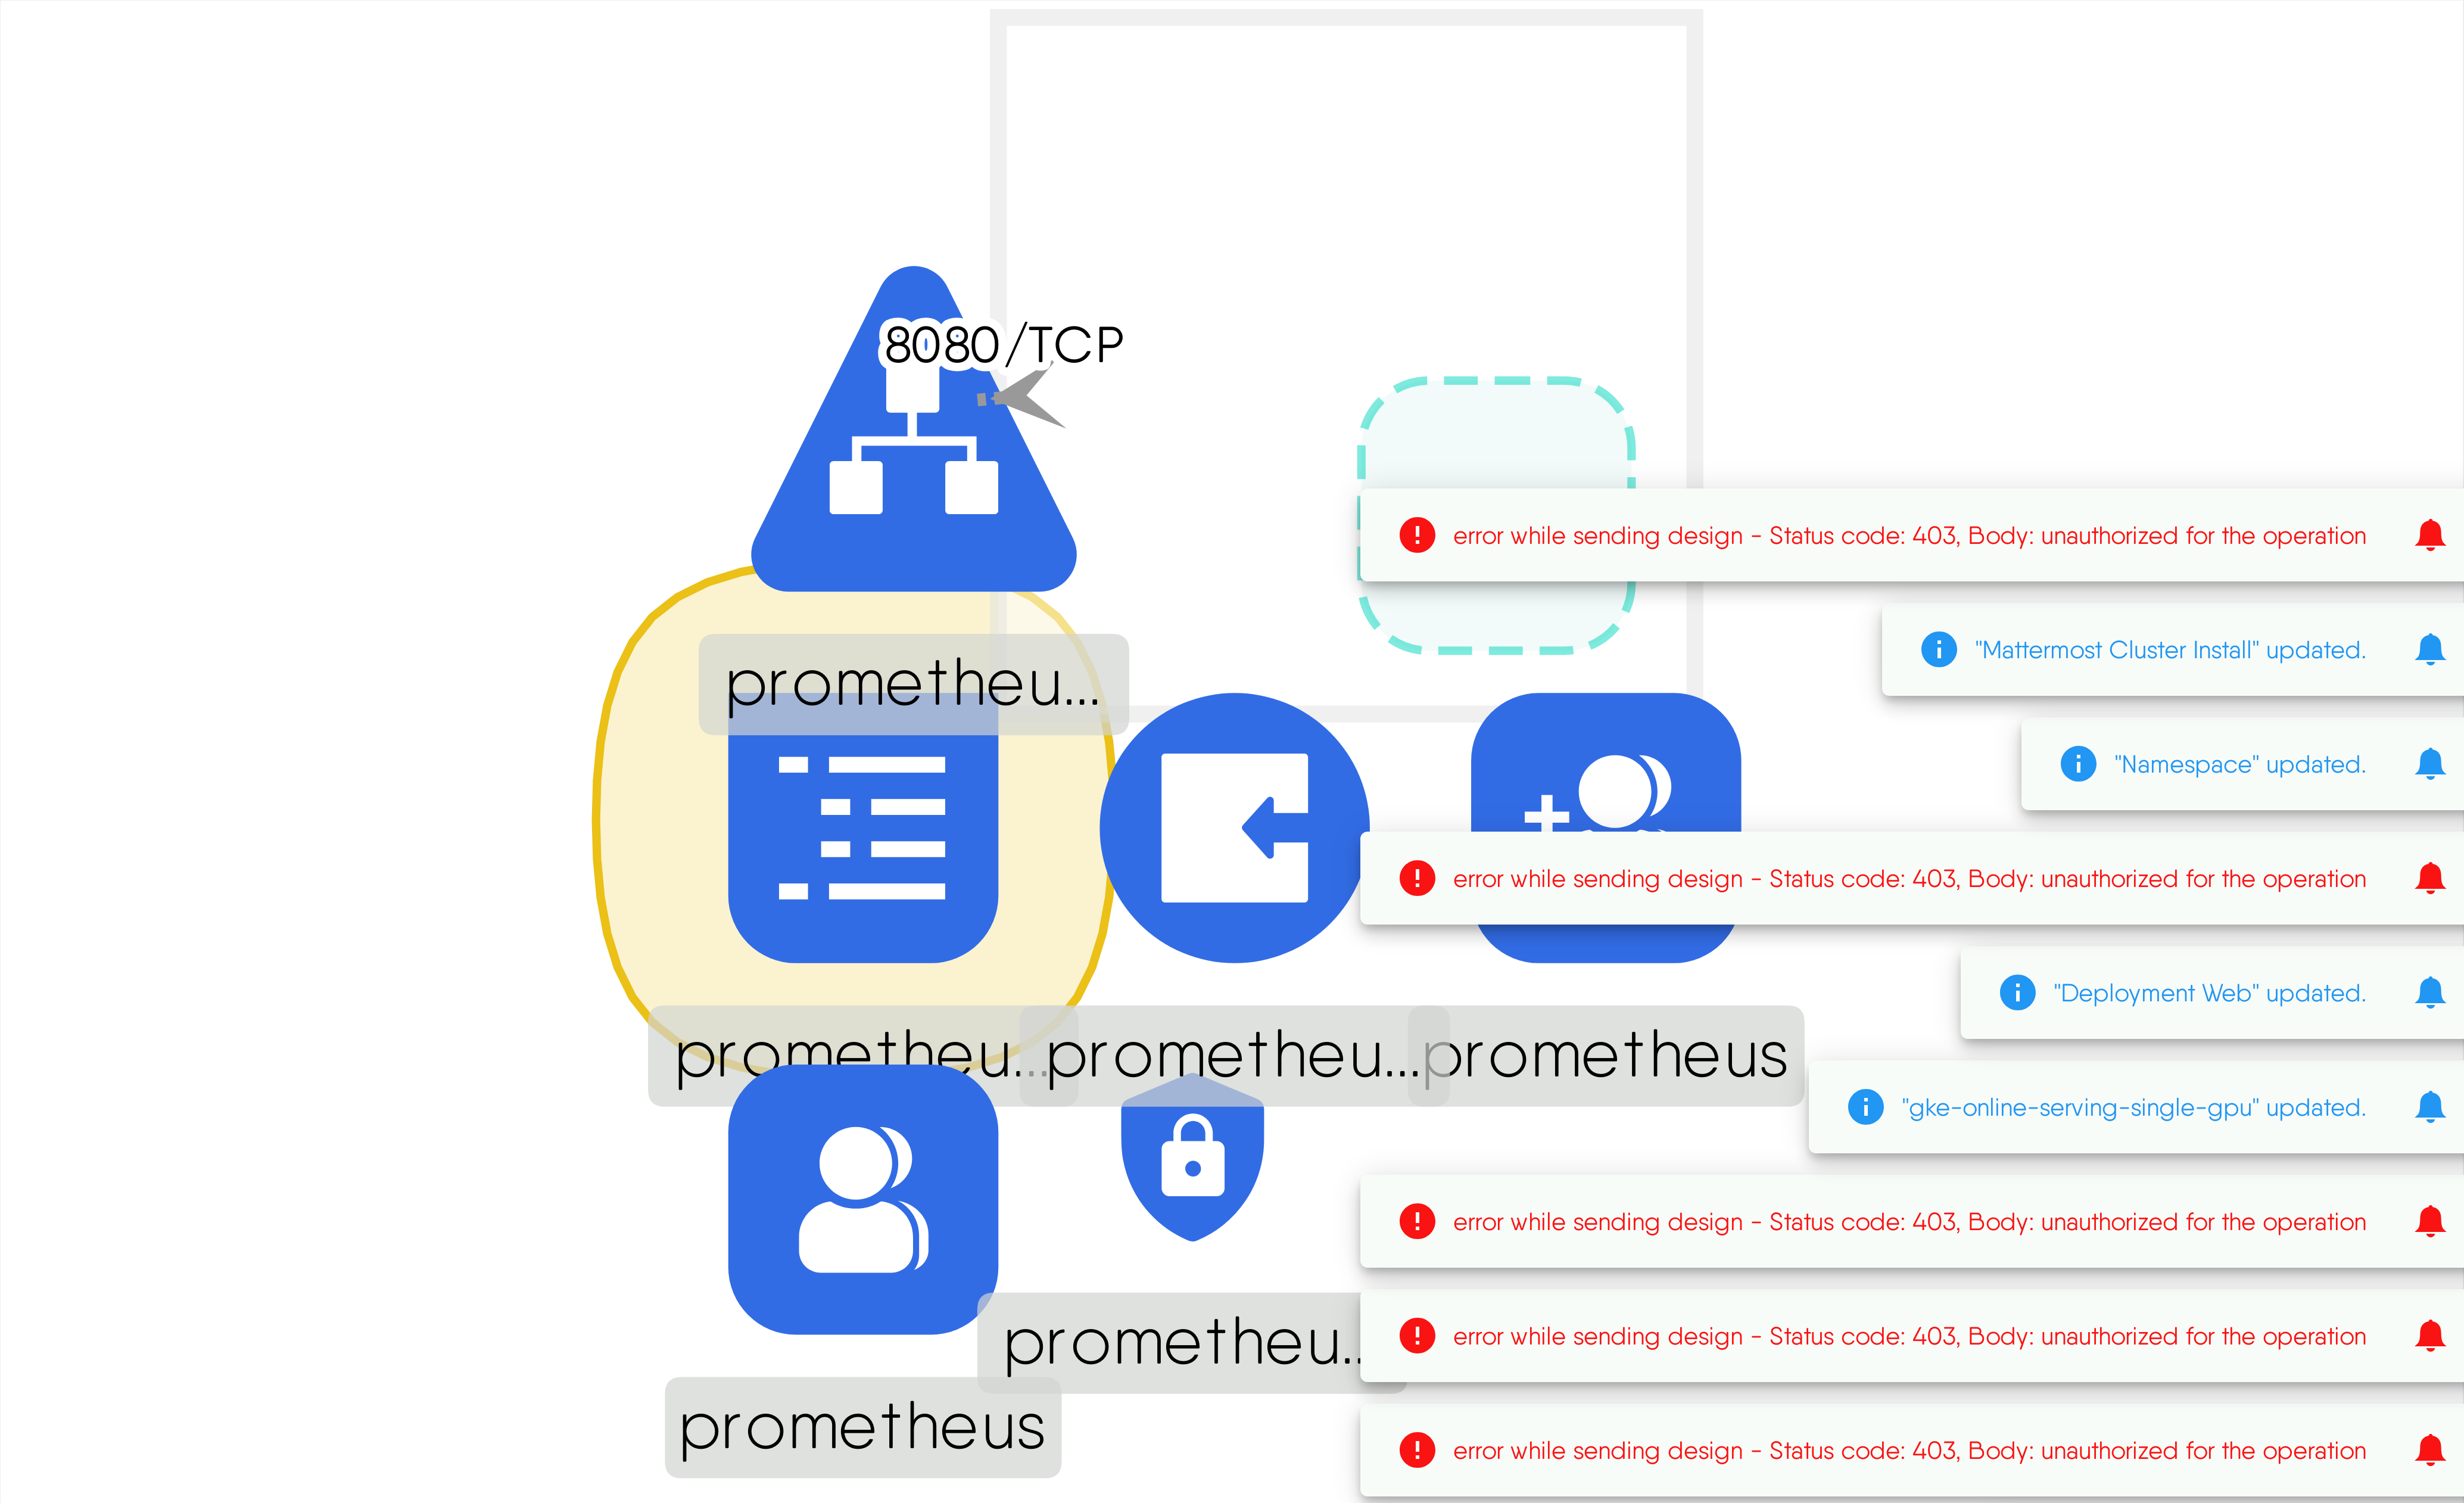 8080/TCP
error while sending design - Status code: 403, Body: unauthorized for the operation
"Mattermost Cluster Install" updated.
prometheu...
"Namespace" updated.
error while sending design - Status code: 403, Body: unauthorized for the operation
"Deployment Web" updated.
prometheu...
prometheu...
prometheus
"gke-online-serving-single-gpu" updated.
error while sending design - Status code: 403, Body: unauthorized for the operation
prometheu..
error while sending design - Status code: 403, Body: unauthorized for the operation
prometheus
error while sending design - Status code: 403, Body: unauthorized for the operation